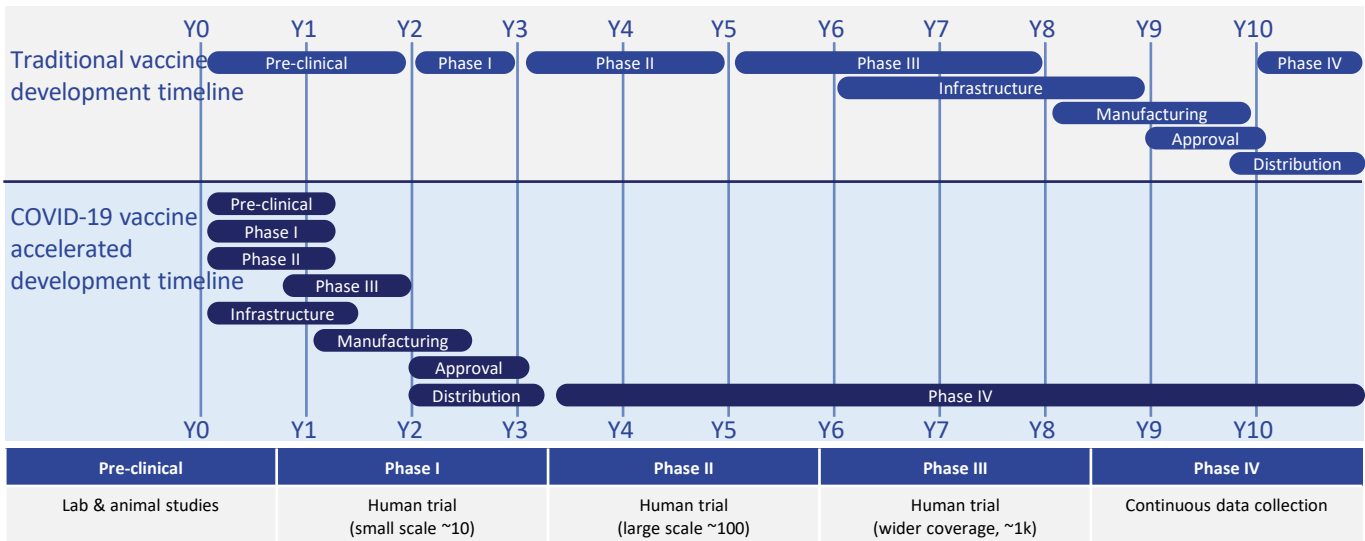 Y0 Y1 Y2 Y3 Y4 Y5 Y6 Y7 Y8 Y9 Y10
Traditional vaccine
development timeline
Pre-clinical Phase I Phase II Phase III Phase IV
Infrastructure
Manufacturing
Approval
Distribution
COVID-19 vaccine
accelerated
development timeline
Pre-clinical
Phase I
Phase II
Phase III
Infrastructure
Manufacturing
Approval
Distribution Phase IV
Y0 Y1 Y2 Y3 Y4 Y5 Y6 Y7 Y8 Y9 Y10
Pre-clinical Phase I Phase II Phase III Phase IV
Lab & animal studies Human trial Human trial Human trial Continuous data collection
(small scale ~10) (large scale ~100) (wider coverage, ~1k)